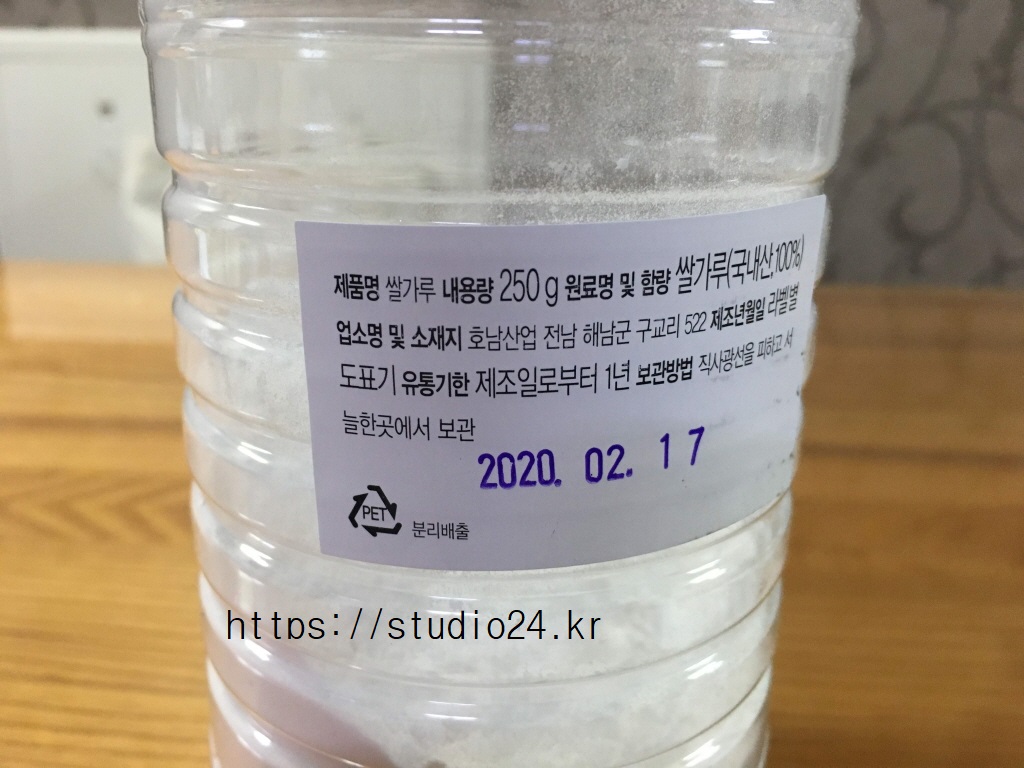 제품명 쌀가루 내용량 250g 원료명 및 함량 쌀가루(국내산,100%)
업소명 및 소재지 호남산업 전남 해남군 구교리 522 제조년월일 라벨별
도표기 유통기한 제조일로부터 1년 보관방법 직사광선을 피하고 서
늘한곳에서 보관
2020. 02. 17
PET
분리배출
https://studio24.kr